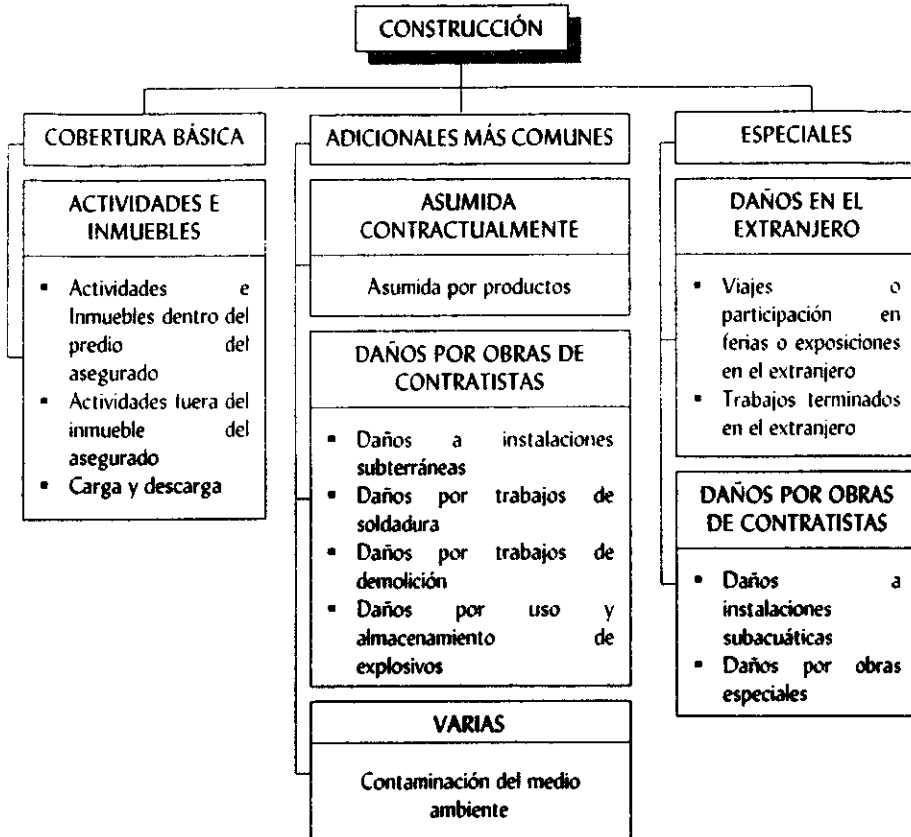 CONSTRUCCIÓN
COBERTURA BÁSICA
ACTIVIDADES E
INMUEBLES
▪ Actividades e
Inmuebles dentro del
predio del
asegurado
▪ Actividades fuera del
inmueble del
asegurado
▪ Carga y descarga
ADICIONALES MÁS COMUNES
ASUMIDA
CONTRACTUALMENTE
Asumida por productos
DAÑOS POR OBRAS DE
CONTRATISTAS
▪ Daños a instalaciones
subterráneas
▪ Daños por trabajos de
soldadura
▪ Daños por trabajos de
demolición
▪ Daños por uso y
almacenamiento de
explosivos
VARIAS
Contaminación del medio
ambiente
ESPECIALES
DAÑOS EN EL
EXTRANJERO
▪ Viajes o
participación en
ferias o exposiciones
en el extranjero
▪ Trabajos terminados
en el extranjero
DAÑOS POR OBRAS
DE CONTRATISTAS
▪ Daños a
instalaciones
subacuáticas
▪ Daños por obras
especiales